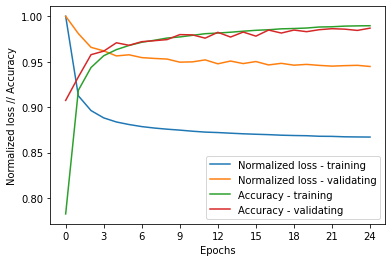 Normalized loss // Accuracy
1.00
0.95
0.90
0.85
0.80
Normalized loss - training
Normalized loss - validating
Accuracy - training
Accuracy - validating
0 3 6 9 12 15 18 21 24
Epochs